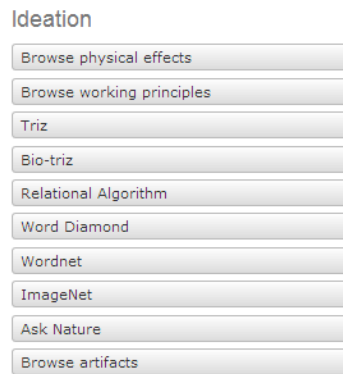 Ideation
Browse physical effects
Browse working principles
Triz
Bio-triz
Relational Algorithm
Word Diamond
Wordnet
ImageNet
Ask Nature
Browse artifacts